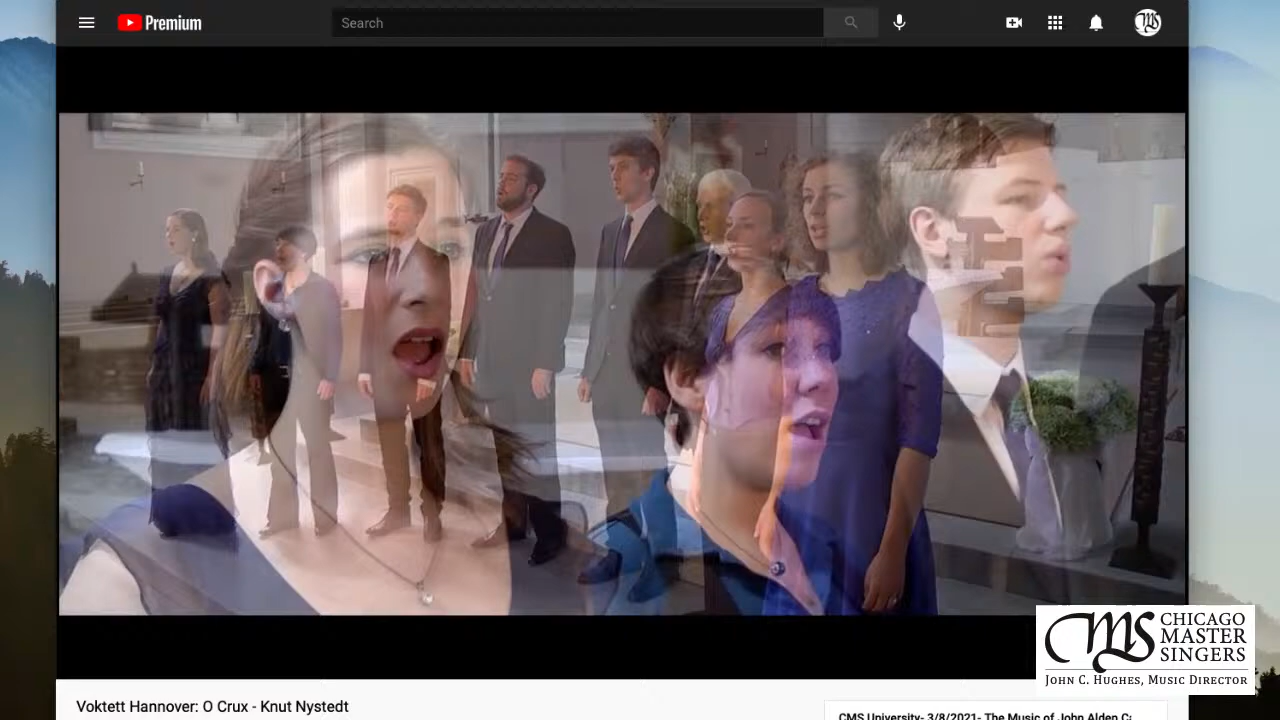 Premium
Search
CMS
CHICAGO
MASTER
SINGERS
JOHN C. HUGHES, MUSIC DIRECTOR
Voktett Hannover: O Crux - Knut Nystedt
CMS University- 3/8/2021- The Music of John Alden